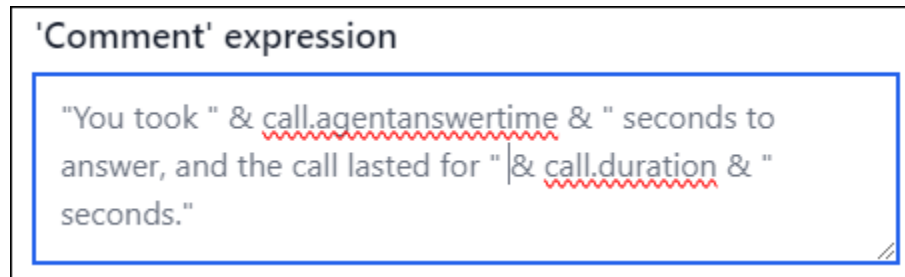 'Comment' expression
"You took " & call.agentanswertime & " seconds to
answer, and the call lasted for " & call.duration & "
seconds."